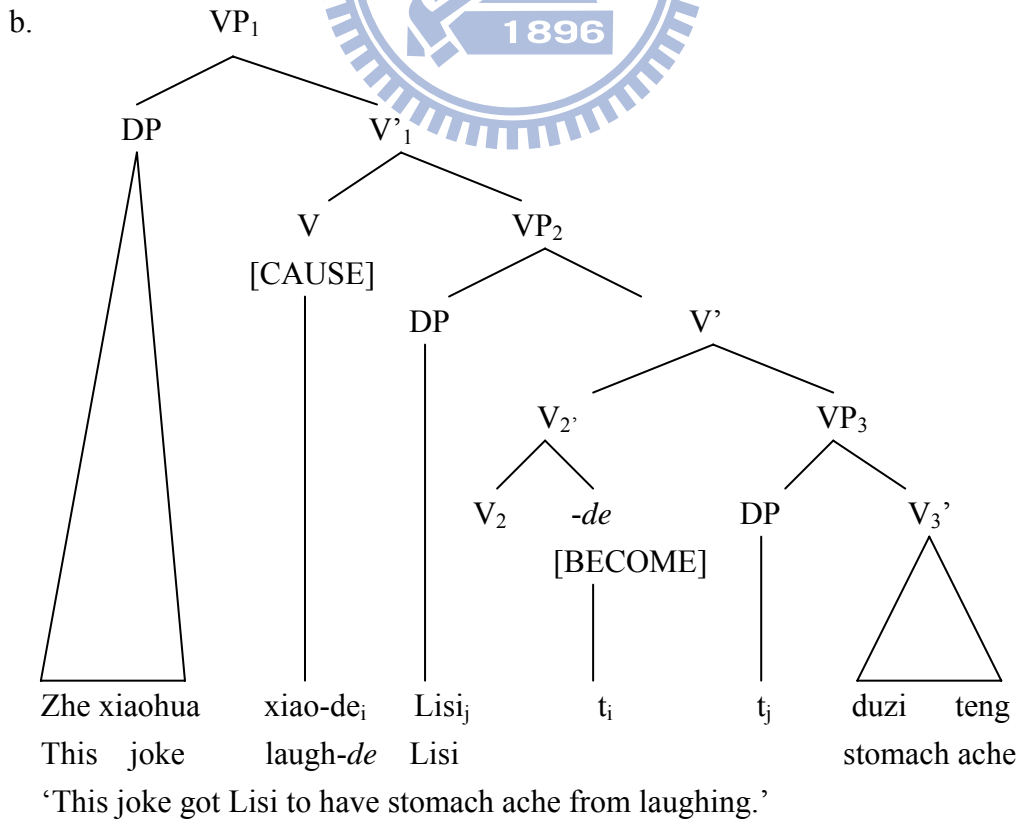 b. VP₁
1896
DP V’₁
V VP₂
[CAUSE]
DP V’
V₂’ VP₃
V₂ -de DP V₃’
[BECOME]
Zhe xiaohua xiao-deᵢ Lisiⱼ tᵢ tⱼ duzi teng
This joke laugh-de Lisi stomach ache
‘This joke got Lisi to have stomach ache from laughing.’